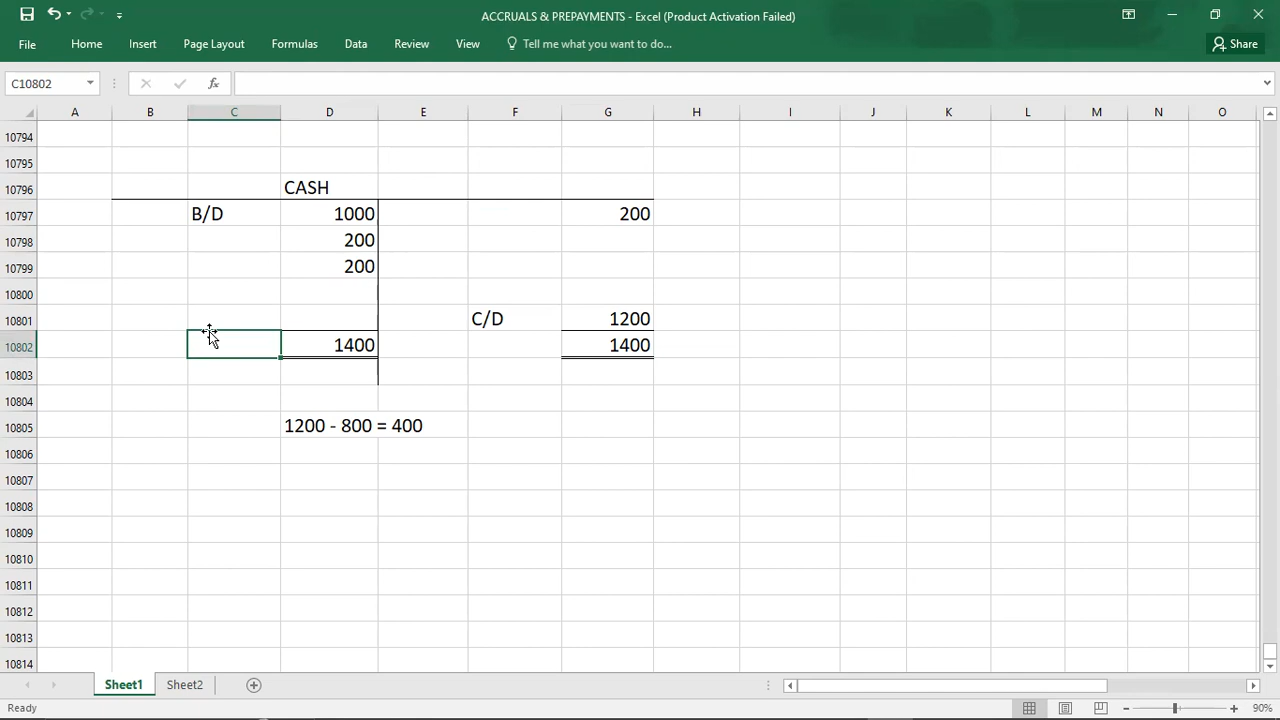 ACCRUALS & PREPAYMENTS - Excel (Product Activation Failed)
File Home Insert Page Layout Formulas Data Review View Tell me what you want to do... Share
C10802 fx
A B C D E F G H I J K L M N O
10794
10795
10796 CASH
10797 B/D 1000 200
10798 200
10799 200
10800
10801 C/D 1200
10802 1400 1400
10803
10804
10805 1200 - 800 = 400
10806
10807
10808
10809
10810
10811
10812
10813
10814
Sheet1 Sheet2
Ready 90%